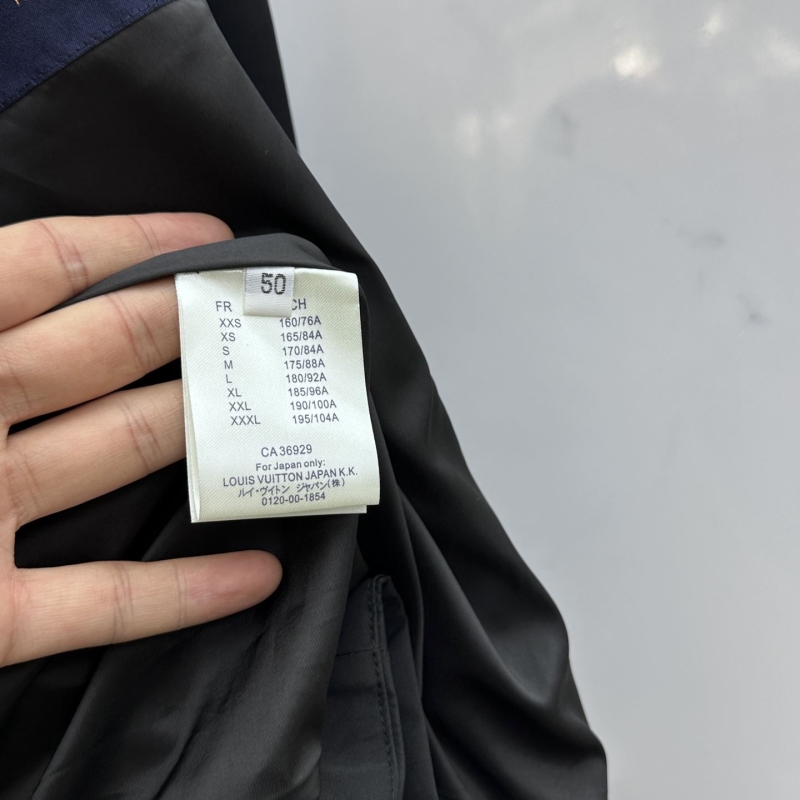 50
FR CH
XXS 160/76A
XS 165/84A
S 170/84A
M 175/88A
L 180/92A
XL 185/96A
XXL 190/100A
XXXL 195/104A
CA 36929
For Japan only:
LOUIS VUITTON JAPAN K.K.
ルイ・ヴィトン ジャパン(株)
0120-00-1854